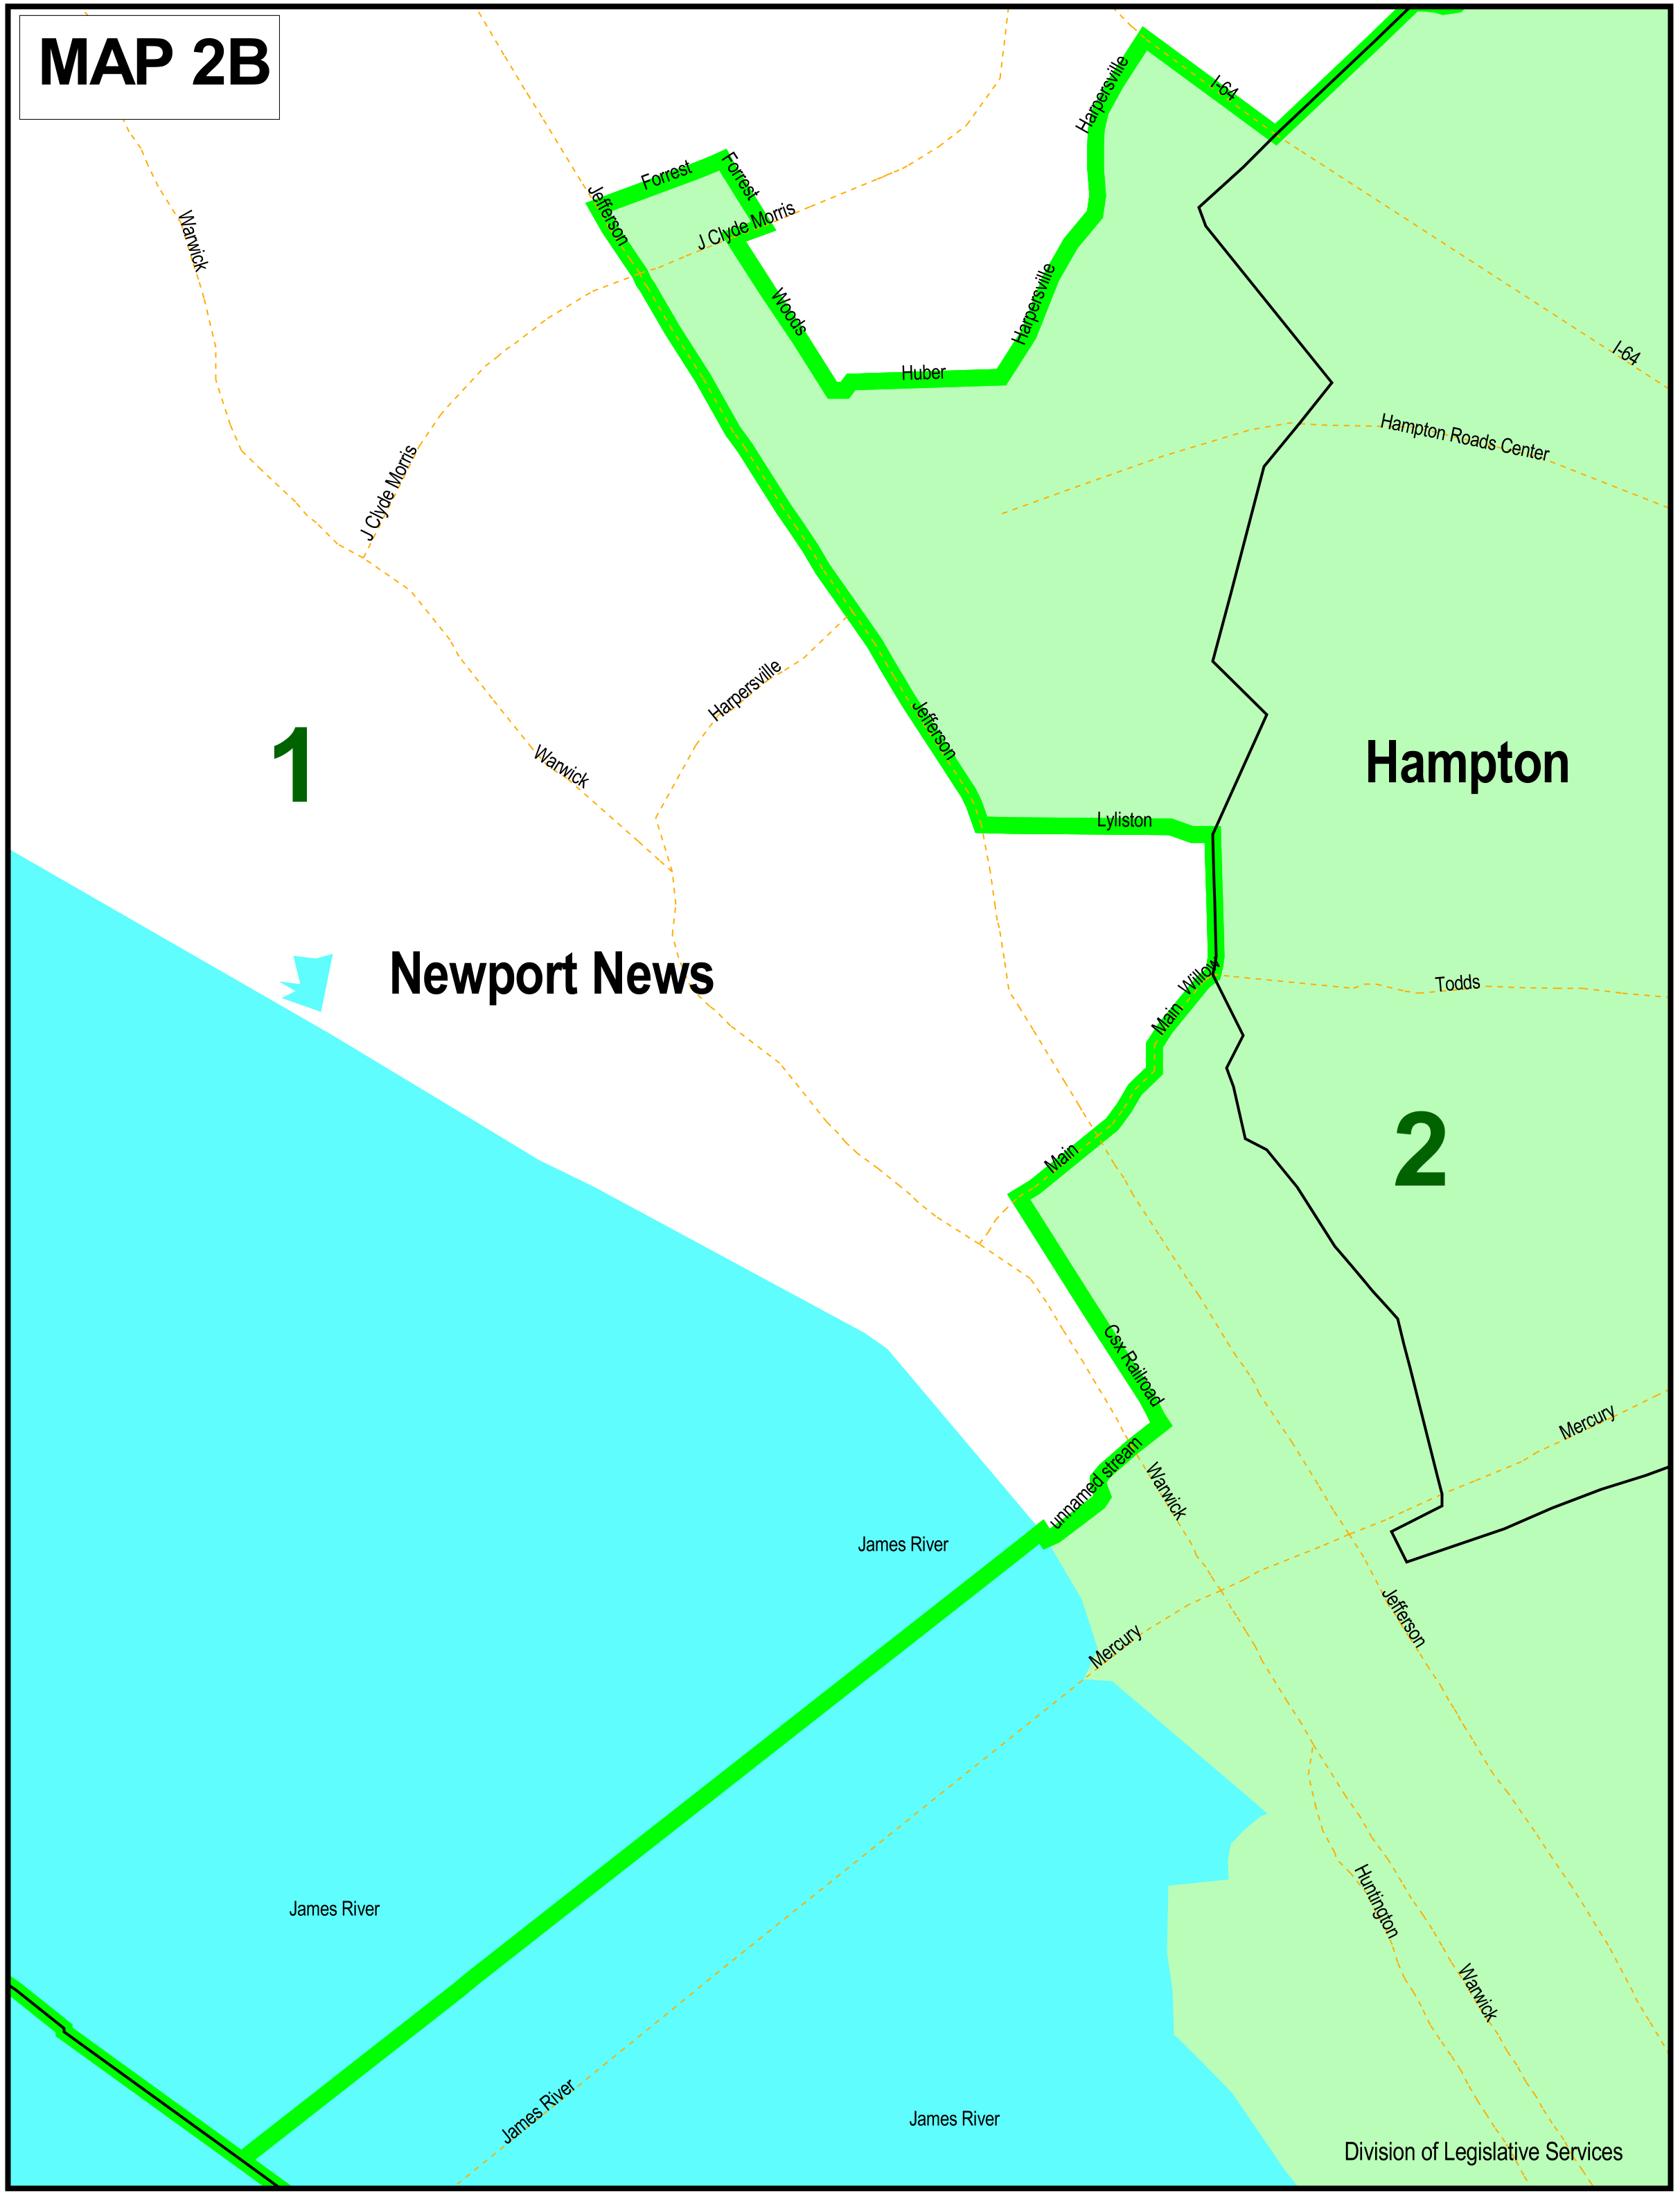 MAP 2B
I-64
Harpersville
Forrest
Forrest
Jefferson
J Clyde Morris
Warwick
Harpersville
Woods
I-64
Huber
Hampton Roads Center
J Clyde Morris
Harpersville
Jefferson
Warwick
1
Hampton
Lyliston
Newport News
Willow
Todds
Main
2
Main
Csx Railroad
Mercury
unnamed stream
Warwick
James River
Jefferson
Mercury
James River
Huntington
Warwick
James River
James River
Division of Legislative Services